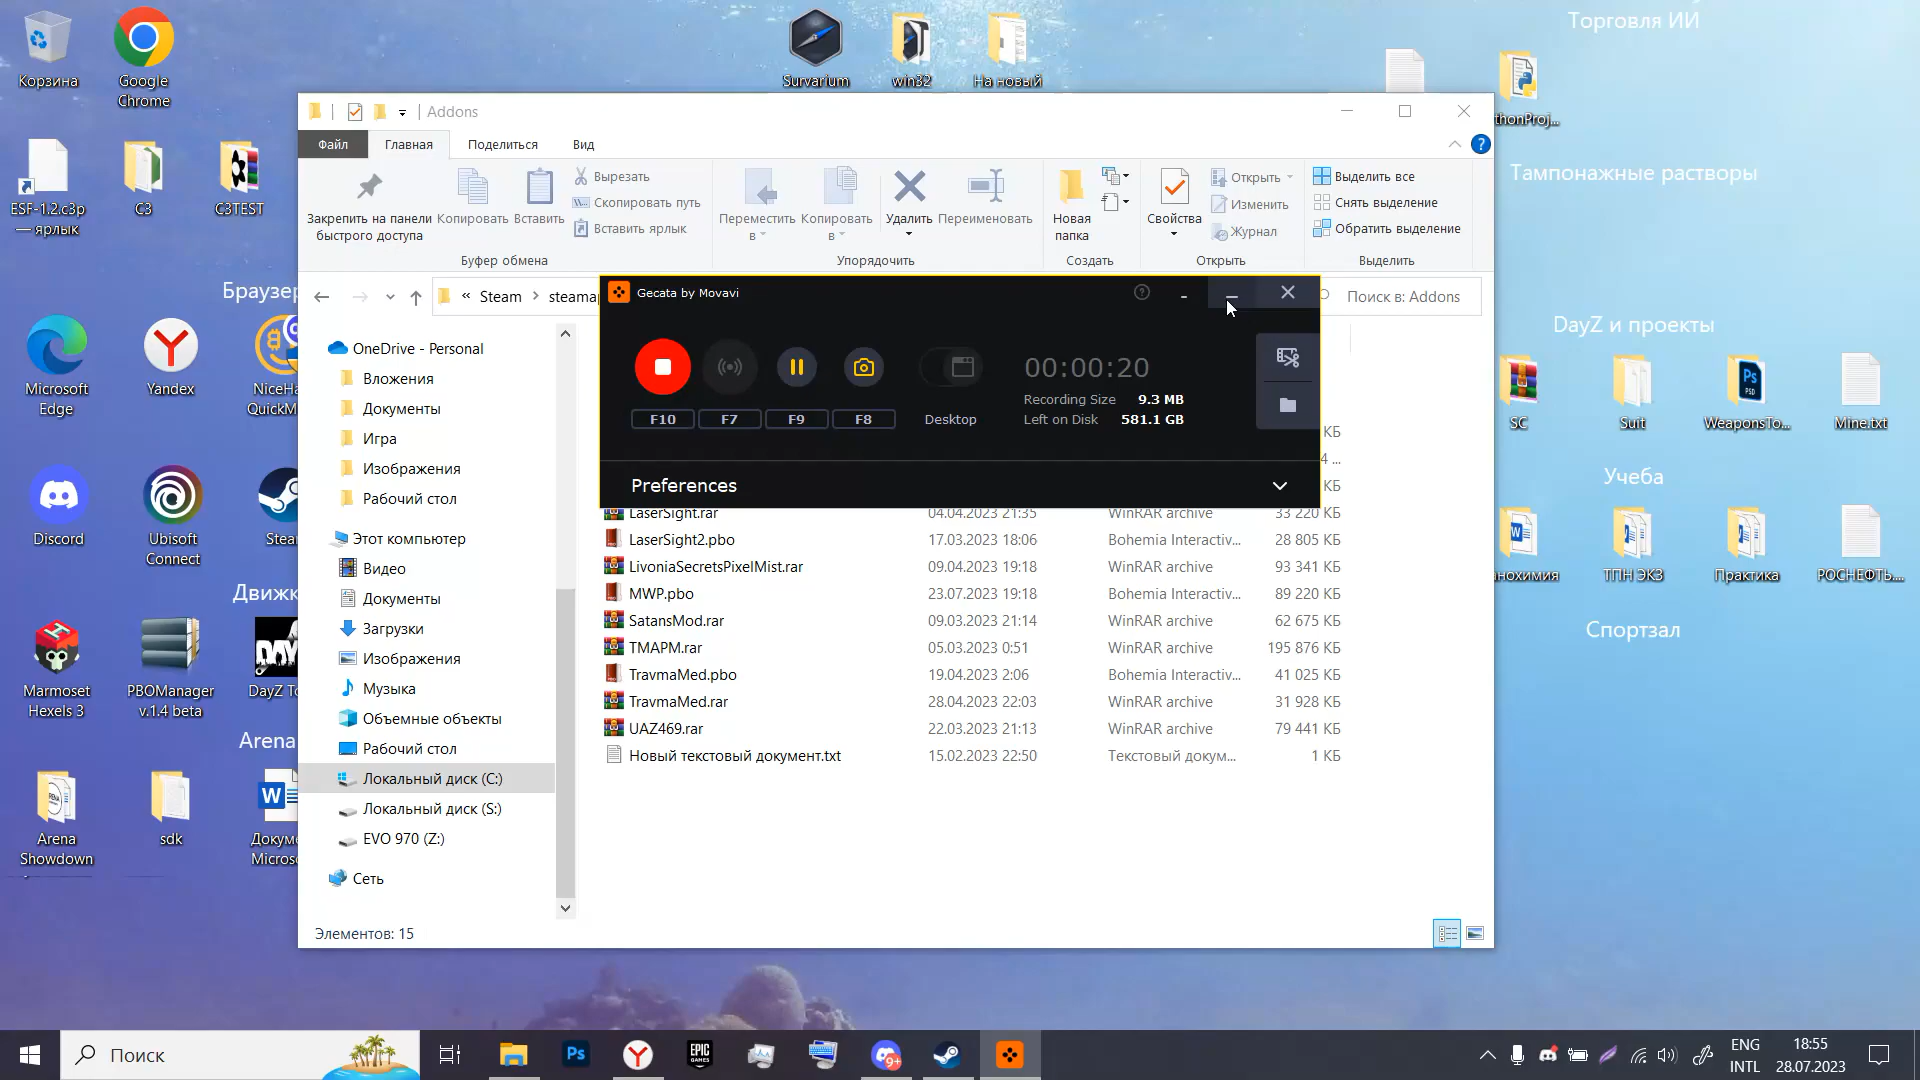 Торговля ИИ
Корзина
Google
Chrome
Survarium
win32
На новый
Addons
Файл
Главная
Поделиться
Вид
ESF-1.2.c3p
— ярлык
C3
C3TEST
Тампонажные растворы
Закрепить на панели
быстрого доступа
Копировать
Вставить
Вырезать
Скопировать путь
Вставить ярлык
Переместить
в
Копировать
в
Удалить
Переименовать
Новая
папка
Свойства
Открыть
Изменить
Журнал
Выделить все
Снять выделение
Обратить выделение
Буфер обмена
Упорядочить
Создать
Открыть
Выделить
« Steam
Поиск в: Addons
Gecata by Movavi
00:00:20
Recording Size 9.3 MB
Left on Disk 581.1 GB
F10
F7
F9
F8
Desktop
Preferences
DayZ и проекты
Microsoft
Edge
Yandex
SC
Suit
WeaponsTo...
Mine.txt
OneDrive - Personal
Вложения
Документы
Игра
Изображения
Рабочий стол
Этот компьютер
Видео
Документы
Загрузки
Изображения
Музыка
Объемные объекты
Рабочий стол
Локальный диск (C:)
Локальный диск (S:)
EVO 970 (Z:)
Сеть
КБ
КБ
LaserSight.rar 04.04.2023 21:35 WinRAR archive 33 220 КБ
LaserSight2.pbo 17.03.2023 18:06 Bohemia Interactiv... 28 805 КБ
LivoniaSecretsPixelMist.rar 09.04.2023 19:18 WinRAR archive 93 341 КБ
MWP.pbo 23.07.2023 19:18 Bohemia Interactiv... 89 220 КБ
SatansMod.rar 09.03.2023 21:14 WinRAR archive 62 675 КБ
TMAPM.rar 05.03.2023 0:51 WinRAR archive 195 876 КБ
TravmaMed.pbo 19.04.2023 2:06 Bohemia Interactiv... 41 025 КБ
TravmaMed.rar 28.04.2023 22:03 WinRAR archive 31 928 КБ
UAZ469.rar 22.03.2023 21:13 WinRAR archive 79 441 КБ
Новый текстовый документ.txt 15.02.2023 22:50 Текстовый докум... 1 КБ
Учеба
Discord
Ubisoft
Connect
ТПН ЭКЗ
Практика
РОСНЕФТЬ....
Спортзал
Marmoset
Hexels 3
PBOManager
v.1.4 beta
Arena
Arena
Showdown
sdk
Элементов: 15
Поиск
ENG
INTL
18:55
28.07.2023